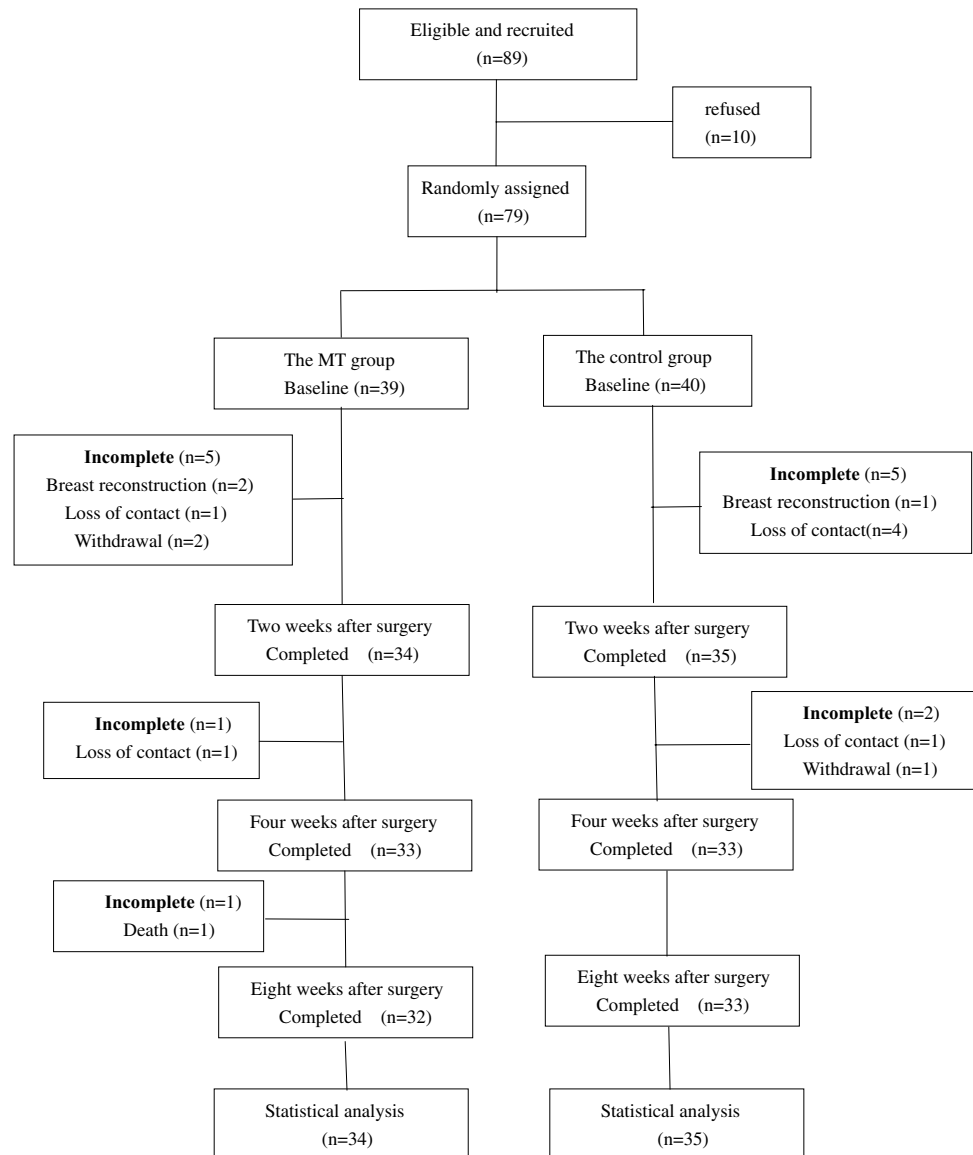 Eligible and recruited
(n=89)
refused
(n=10)
Randomly assigned
(n=79)
The MT group
Baseline (n=39)
The control group
Baseline (n=40)
Incomplete (n=5)
Breast reconstruction (n=2)
Loss of contact (n=1)
Withdrawal (n=2)
Incomplete (n=5)
Breast reconstruction (n=1)
Loss of contact(n=4)
Two weeks after surgery
Completed (n=34)
Two weeks after surgery
Completed (n=35)
Incomplete (n=1)
Loss of contact (n=1)
Incomplete (n=2)
Loss of contact (n=1)
Withdrawal (n=1)
Four weeks after surgery
Completed (n=33)
Four weeks after surgery
Completed (n=33)
Incomplete (n=1)
Death (n=1)
Eight weeks after surgery
Completed (n=32)
Eight weeks after surgery
Completed (n=33)
Statistical analysis
(n=34)
Statistical analysis
(n=35)